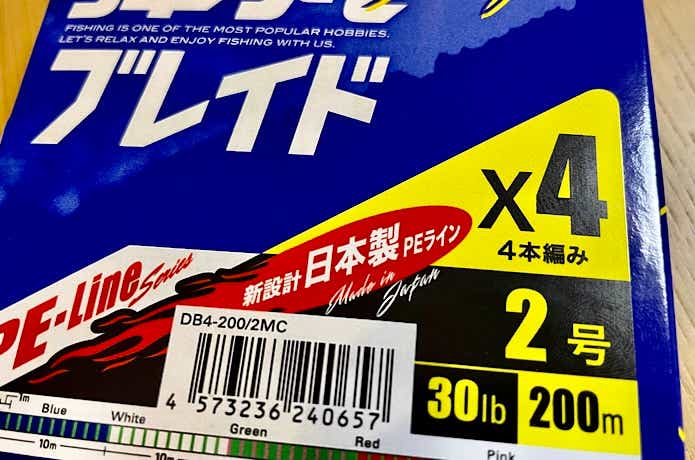 FISHING IS ONE OF THE MOST POPULAR HOBBIES.
LET'S RELAX AND ENJOY FISHING WITH US.
ブレイド
X4
4本編み
新設計 日本製 PEライン
Made in Japan
PE-Line Series
2号
DB4-200/2MC
4 573236 240657
30lb 200m
1m
Blue White Green Red Pink
10m 10m